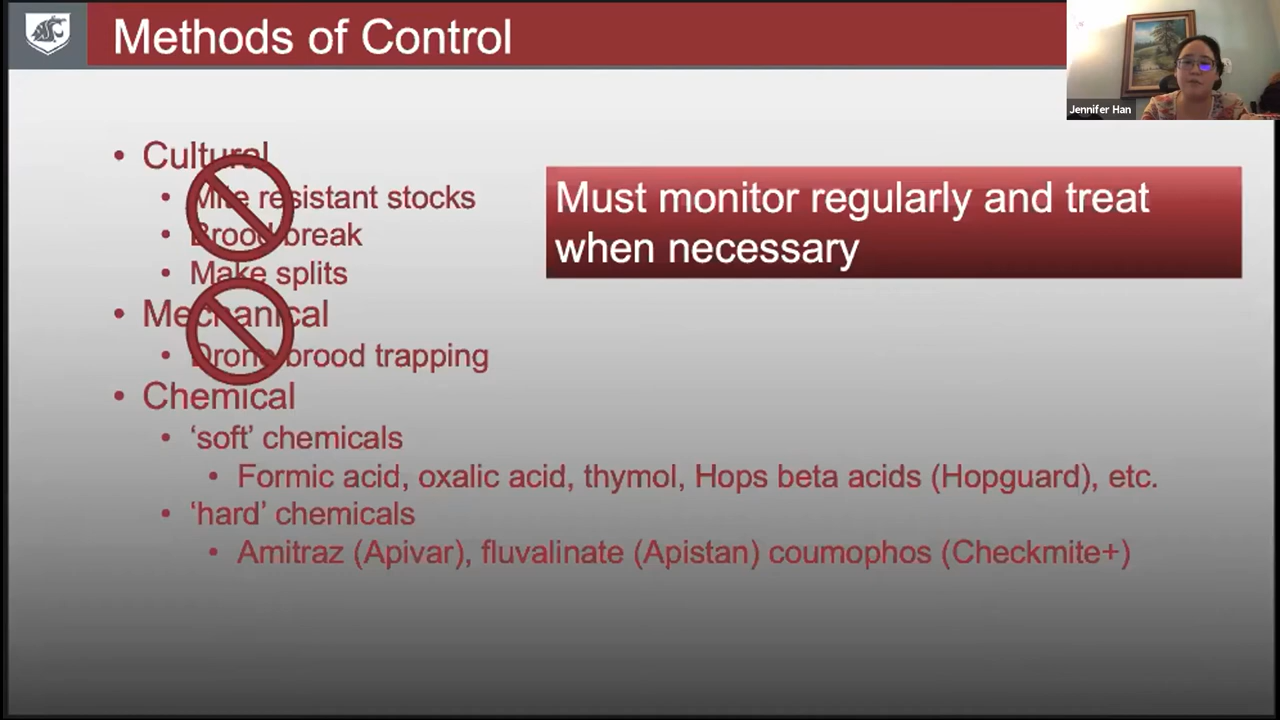 Methods of Control
Jennifer Han
• Cultural
• Mite resistant stocks
• Brood break
• Make splits
• Mechanical
• Drone brood trapping
• Chemical
• ‘soft’ chemicals
• Formic acid, oxalic acid, thymol, Hops beta acids (Hopguard), etc.
• ‘hard’ chemicals
• Amitraz (Apivar), fluvalinate (Apistan) coumophos (Checkmite+)
Must monitor regularly and treat
when necessary